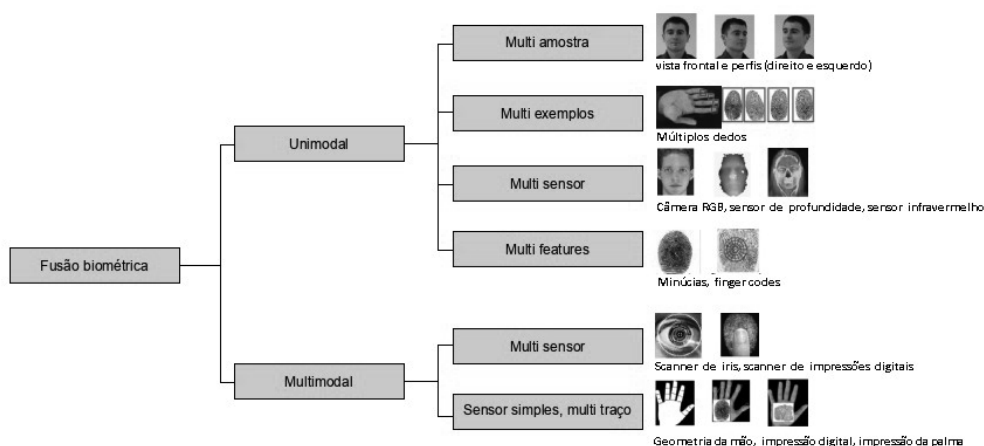 Multi amostra
vista frontal e perfis (direito e esquerdo)
Multi exemplos
Múltiplos dedos
Unimodal
Multi sensor
Câmera RGB, sensor de profundidade, sensor infravermelho
Multi features
Minúcias, finger codes
Fusão biométrica
Multi sensor
Scanner de iris, scanner de impressões digitais
Multimodal
Sensor simples, multi traço
Geometria da mão, impressão digital, impressão da palma